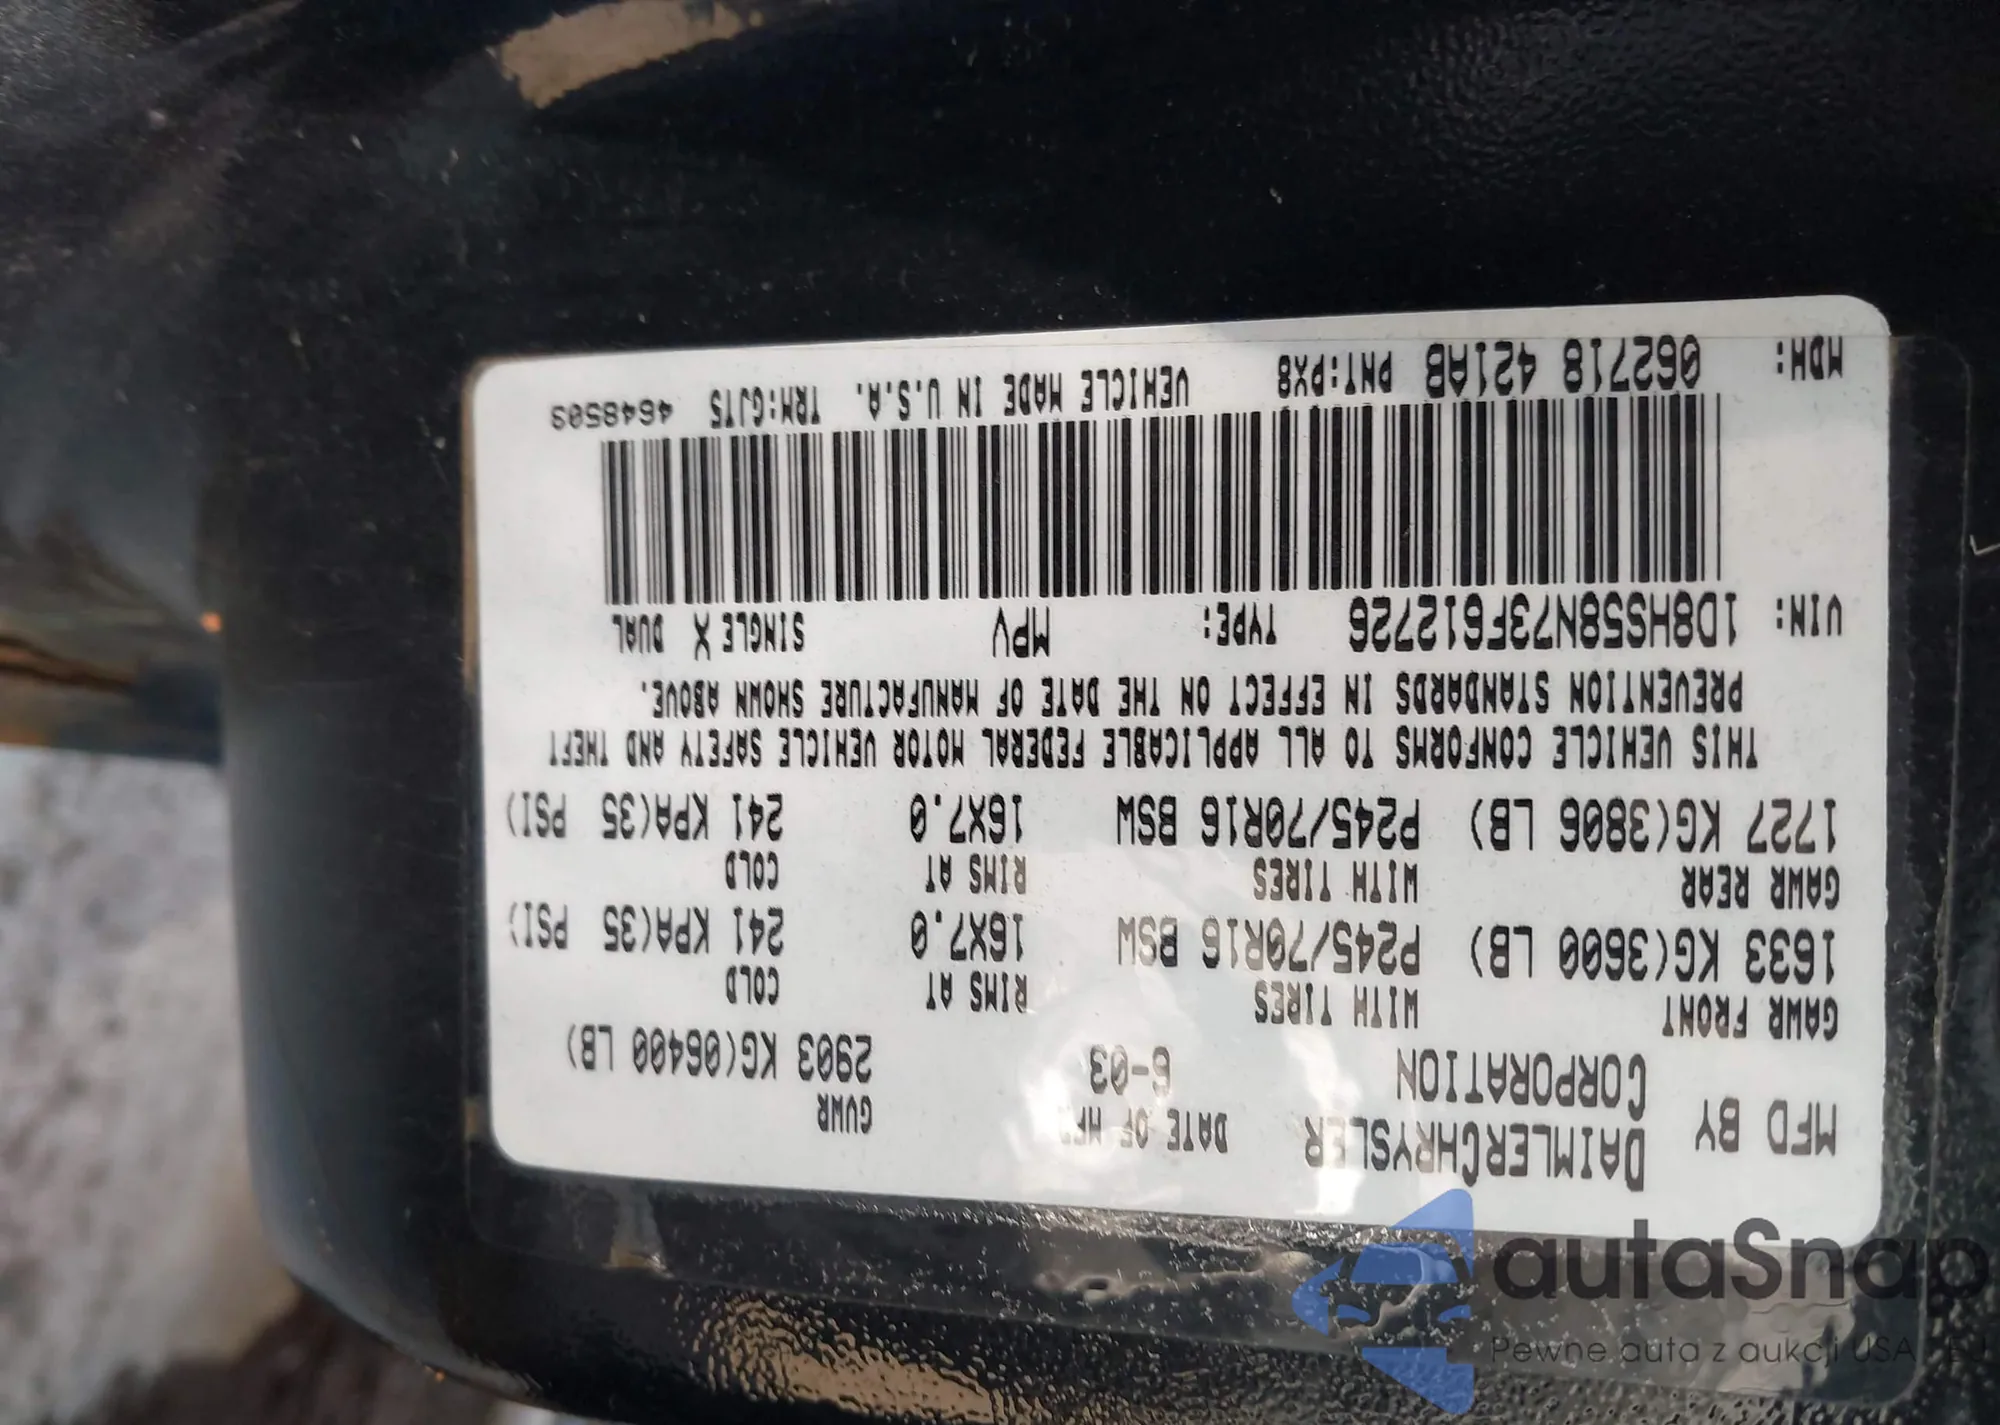 MFD BY DAIMLERCHRYSLER CORPORATION DATE OF MFR 6-03 GVWR 2903 KG(06400 LB)
GAWR FRONT WITH TIRES RIMS AT COLD
1633 KG(3600 LB) P245/70R16 BSW 16X7.0 241 KPA(35 PSI)
GAWR REAR WITH TIRES RIMS AT COLD
1727 KG(3806 LB) P245/70R16 BSW 16X7.0 241 KPA(35 PSI)
THIS VEHICLE CONFORMS TO ALL APPLICABLE FEDERAL MOTOR VEHICLE SAFETY AND THEFT
PREVENTION STANDARDS IN EFFECT ON THE DATE OF MANUFACTURE SHOWN ABOVE.
VIN: 1D8HS58N73F612726 TYPE: MPV SINGLE X DUAL
MDH: 062718 421AB PNT:PX8 VEHICLE MADE IN U.S.A. TRM:GJT5 4648509
autaSnap
Pewne auta z aukcji USA i EU